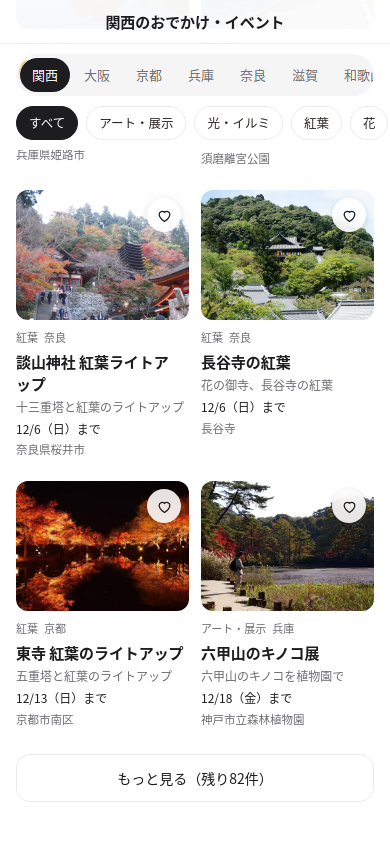 関西のおでかけ・イベント
関西 大阪 京都 兵庫 奈良 滋賀
すべて アート・展示 光・イルミ 紅葉 花
兵庫県姫路市
須磨離宮公園
紅葉 奈良
談山神社 紅葉ライトア
ップ
十三重塔と紅葉のライトアップ
12/6（日）まで
奈良県桜井市
紅葉 奈良
長谷寺の紅葉
花の御寺、長谷寺の紅葉
12/6（日）まで
長谷寺
紅葉 京都
東寺 紅葉のライトアップ
五重塔と紅葉のライトアップ
12/13（日）まで
京都市南区
アート・展示 兵庫
六甲山のキノコ展
六甲山のキノコを植物園で
12/18（金）まで
神戸市立森林植物園
もっと見る（残り82件）